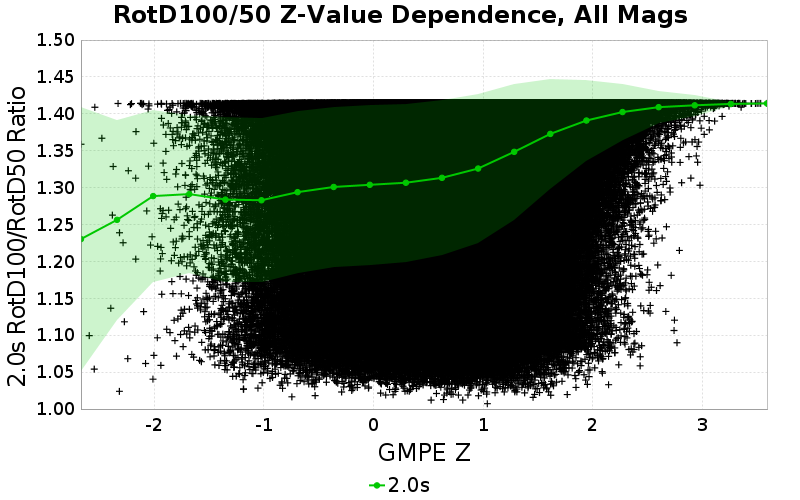 RotD100/50 Z-Value Dependence, All Mags
2.0s RotD100/RotD50 Ratio
1.50
1.45
1.40
1.35
1.30
1.25
1.20
1.15
1.10
1.05
1.00
-2 -1 0 1 2 3
GMPE Z
2.0s